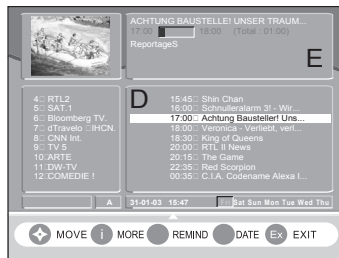 ACHTUNG BAUSTELLE! UNSER TRAUM...
17:00 18:00 (Total : 01:00)
ReportageS
E
D
4 RTL2
5 SAT.1
6 Bloomberg TV.
7 dTravelo IHCN.
8 CNN Int.
9 TV 5
10 ARTE
11 DW-TV
12 COMEDIE !
15:45 Shin Chan
16:00 Schnulleralarm 3! - Wir...
17:00 Achtung Baustelle! Uns...
18:00 Veronica - Verliebt, verl...
18:30 King of Queens
20:00 RTL II News
20:15 The Game
22:35 Red Scorpion
00:35 C.I.A. Codename Alexa I...
A 31-01-03 15:47 Fri Sat Sun Mon Tue Wed Thu
MOVE i MORE REMIND DATE Ex EXIT